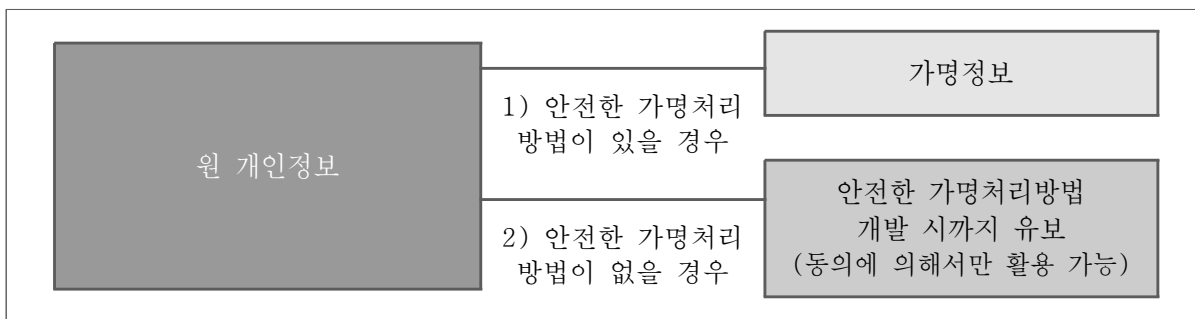 원 개인정보
1) 안전한 가명처리
방법이 있을 경우
가명정보
2) 안전한 가명처리
방법이 없을 경우
안전한 가명처리방법
개발 시까지 유보
(동의에 의해서만 활용 가능)